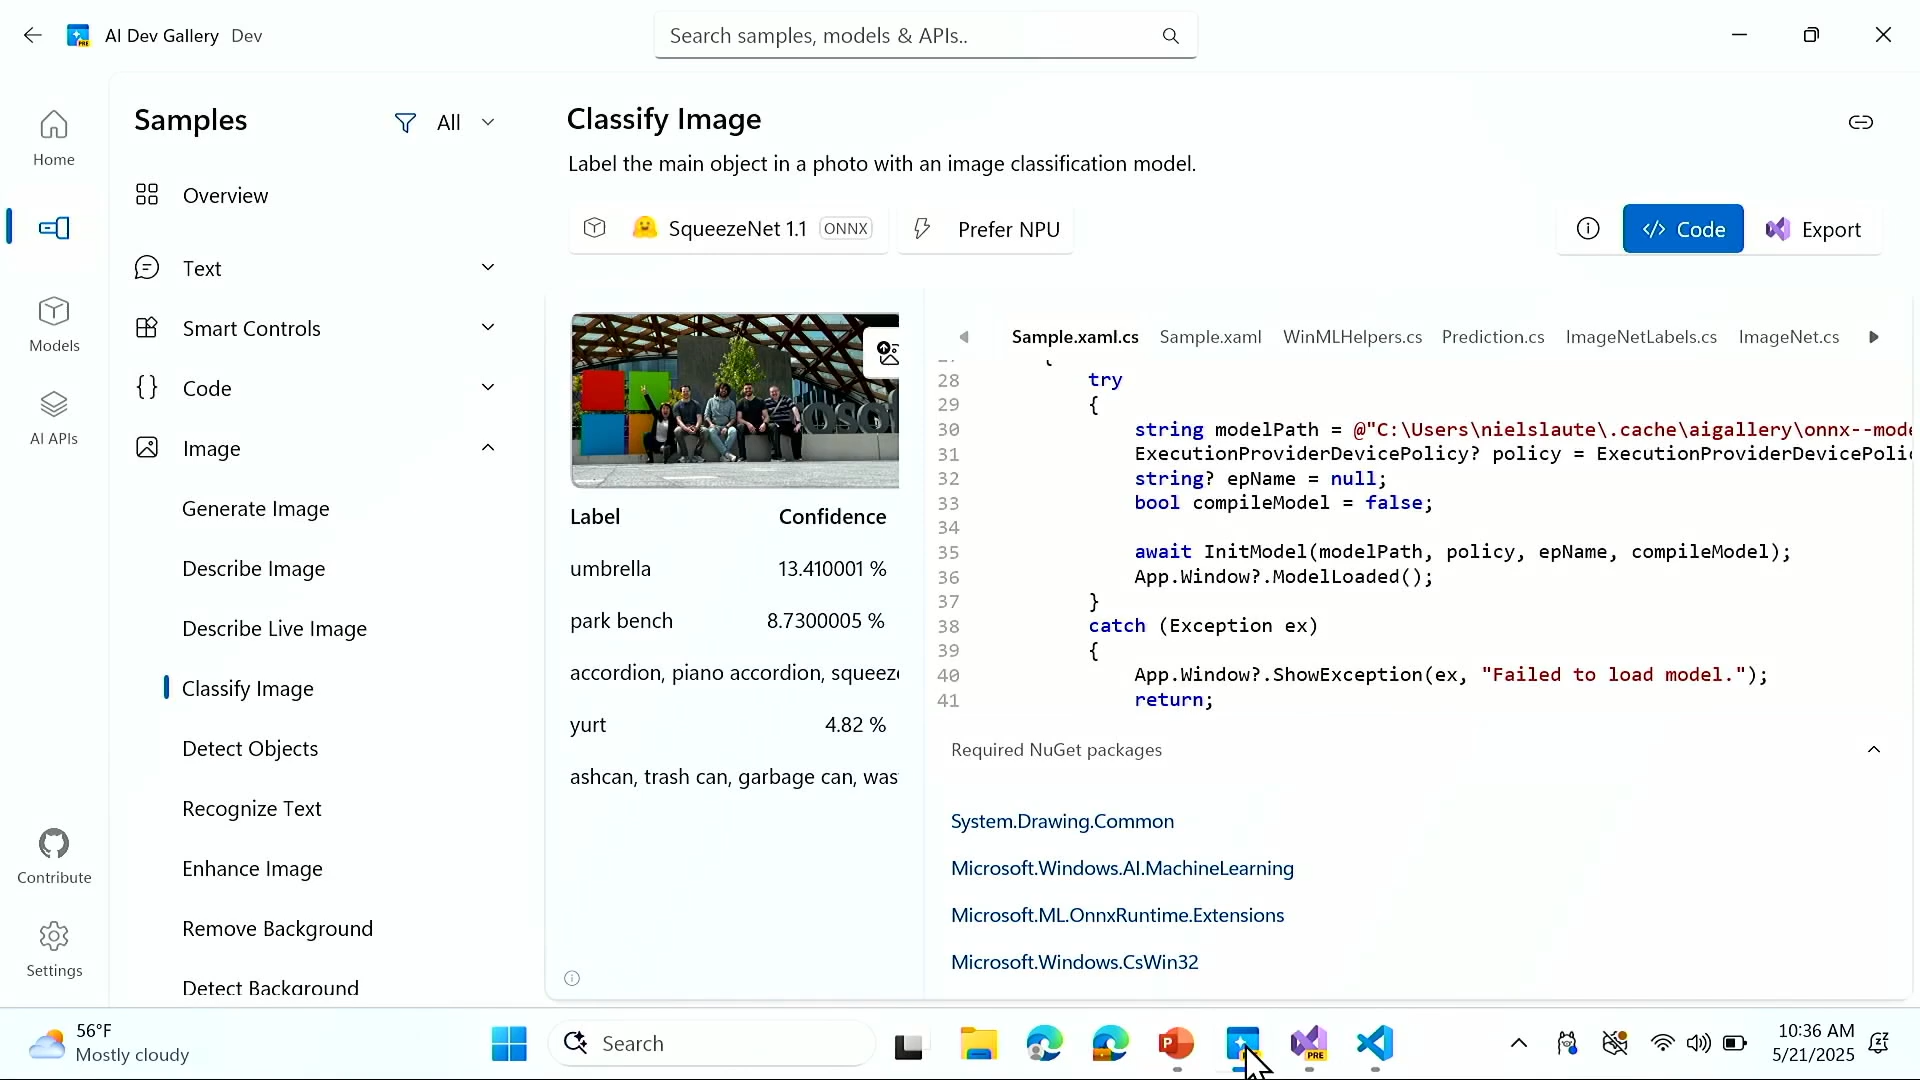 AI Dev Gallery Dev
Search samples, models & APIs..
Home
Models
AI APIs
Contribute
Settings
Samples
All
Overview
Text
Smart Controls
Code
Image
Generate Image
Describe Image
Describe Live Image
Classify Image
Detect Objects
Recognize Text
Enhance Image
Remove Background
Detect Background
Classify Image
Label the main object in a photo with an image classification model.
SqueezeNet 1.1 ONNX
Prefer NPU
Code
Export
Label Confidence
umbrella 13.410001 %
park bench 8.7300005 %
accordion, piano accordion, squeeze
yurt 4.82 %
ashcan, trash can, garbage can, was
Sample.xaml.cs Sample.xaml WinMLHelpers.cs Prediction.cs ImageNetLabels.cs ImageNet.cs
28 try
29 {
30 string modelPath = @"C:\Users\nielslaute\.cache\aigallery\onnx--mode
31 ExecutionProviderDevicePolicy? policy = ExecutionProviderDevicePolic
32 string? epName = null;
33 bool compileModel = false;
34
35 await InitModel(modelPath, policy, epName, compileModel);
36 App.Window?.ModelLoaded();
37 }
38 catch (Exception ex)
39 {
40 App.Window?.ShowException(ex, "Failed to load model.");
41 return;
Required NuGet packages
System.Drawing.Common
Microsoft.Windows.AI.MachineLearning
Microsoft.ML.OnnxRuntime.Extensions
Microsoft.Windows.CsWin32
56°F
Mostly cloudy
Search
PRE
10:36 AM
5/21/2025